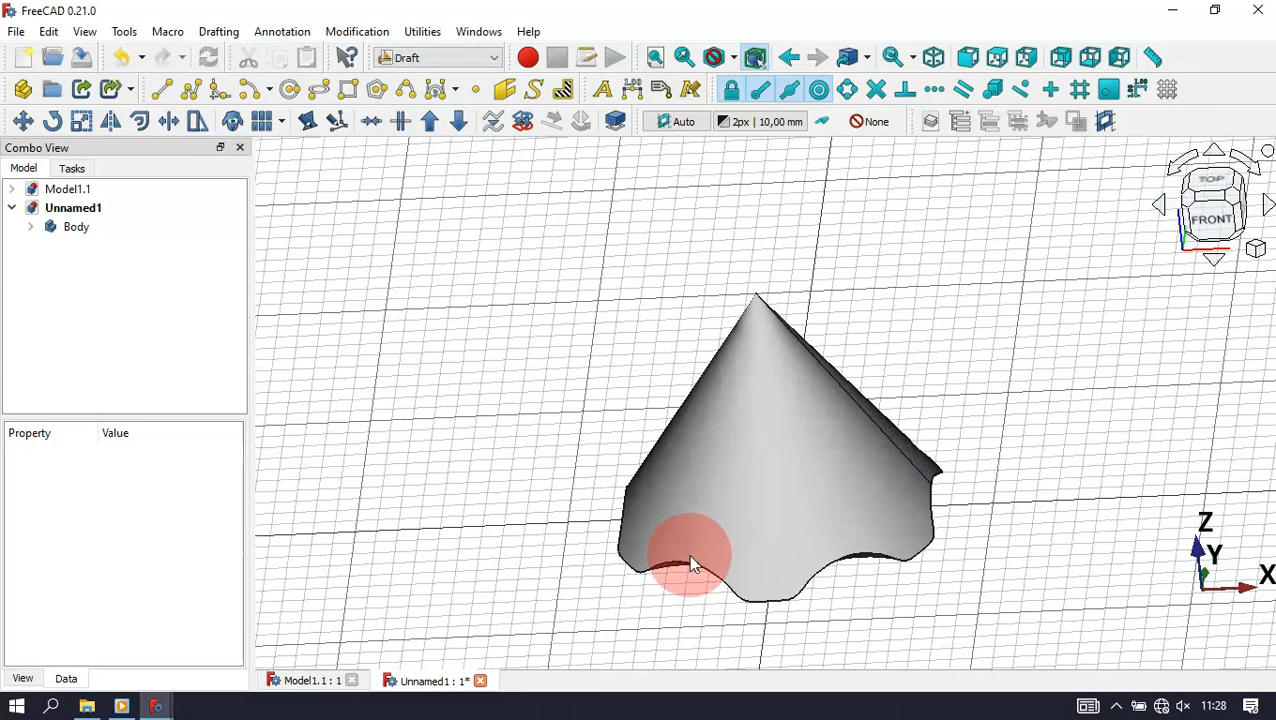 FreeCAD 0.21.0
File Edit View Tools Macro Drafting Annotation Modification Utilities Windows Help
Draft
A 1.00
Auto 2px | 10,00 mm None
Combo View
Model Tasks
Model1.1
Unnamed1
Body
Property Value
TOP
FRONT
Z
Y
X
View Data
Model1.1 : 1 Unnamed1 : 1*
11:28